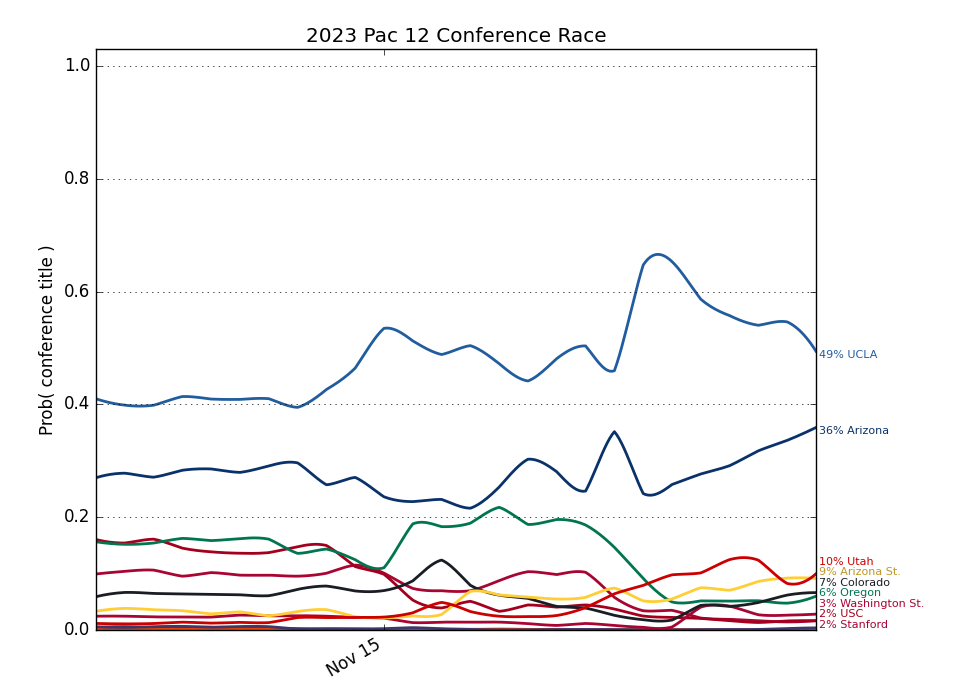 2023 Pac 12 Conference Race
Prob( conference title )
1.0
0.8
0.6
0.4
0.2
0.0
Nov 15
49% UCLA
36% Arizona
10% Utah
9% Arizona St.
7% Colorado
6% Oregon
3% Washington St.
2% USC
2% Stanford